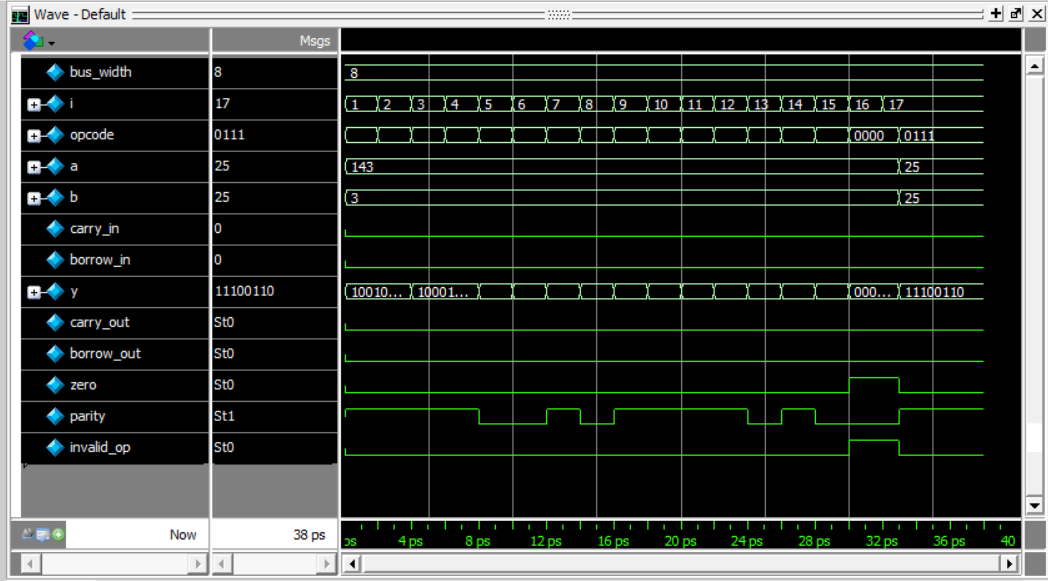 Wave - Default
Msgs
bus_width 8 8
i 17 1 2 3 4 5 6 7 8 9 10 11 12 13 14 15 16 17
opcode 0111 0000 0111
a 25 143 25
b 25 3 25
carry_in 0
borrow_in 0
y 11100110 10010... 10001... 000... 11100110
carry_out St0
borrow_out St0
zero St0
parity St1
invalid_op St0
Now 38 ps ps 4 ps 8 ps 12 ps 16 ps 20 ps 24 ps 28 ps 32 ps 36 ps 40